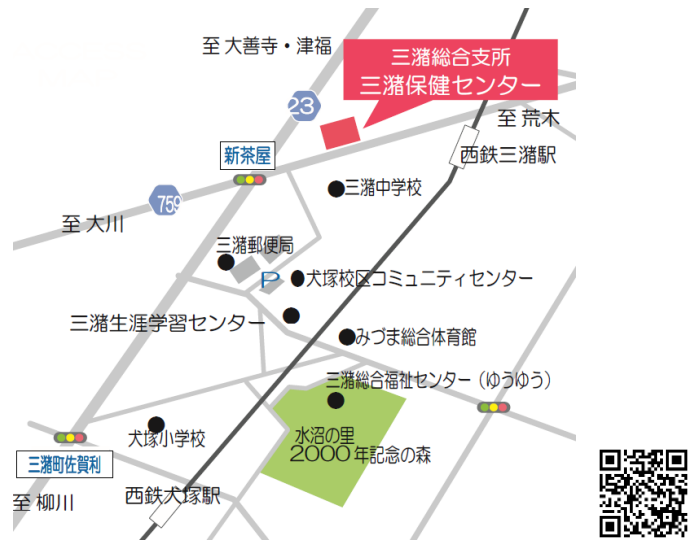 至 大善寺・津福
三潴総合支所
三潴保健センター
23
至 荒木
新茶屋
西鉄三潴駅
759
三潴中学校
至 大川
三潴郵便局
P
犬塚校区コミュニティセンター
三潴生涯学習センター
みづま総合体育館
三潴総合福祉センター（ゆうゆう）
水沼の里
2000年記念の森
犬塚小学校
三潴町佐賀利
西鉄犬塚駅
至 柳川